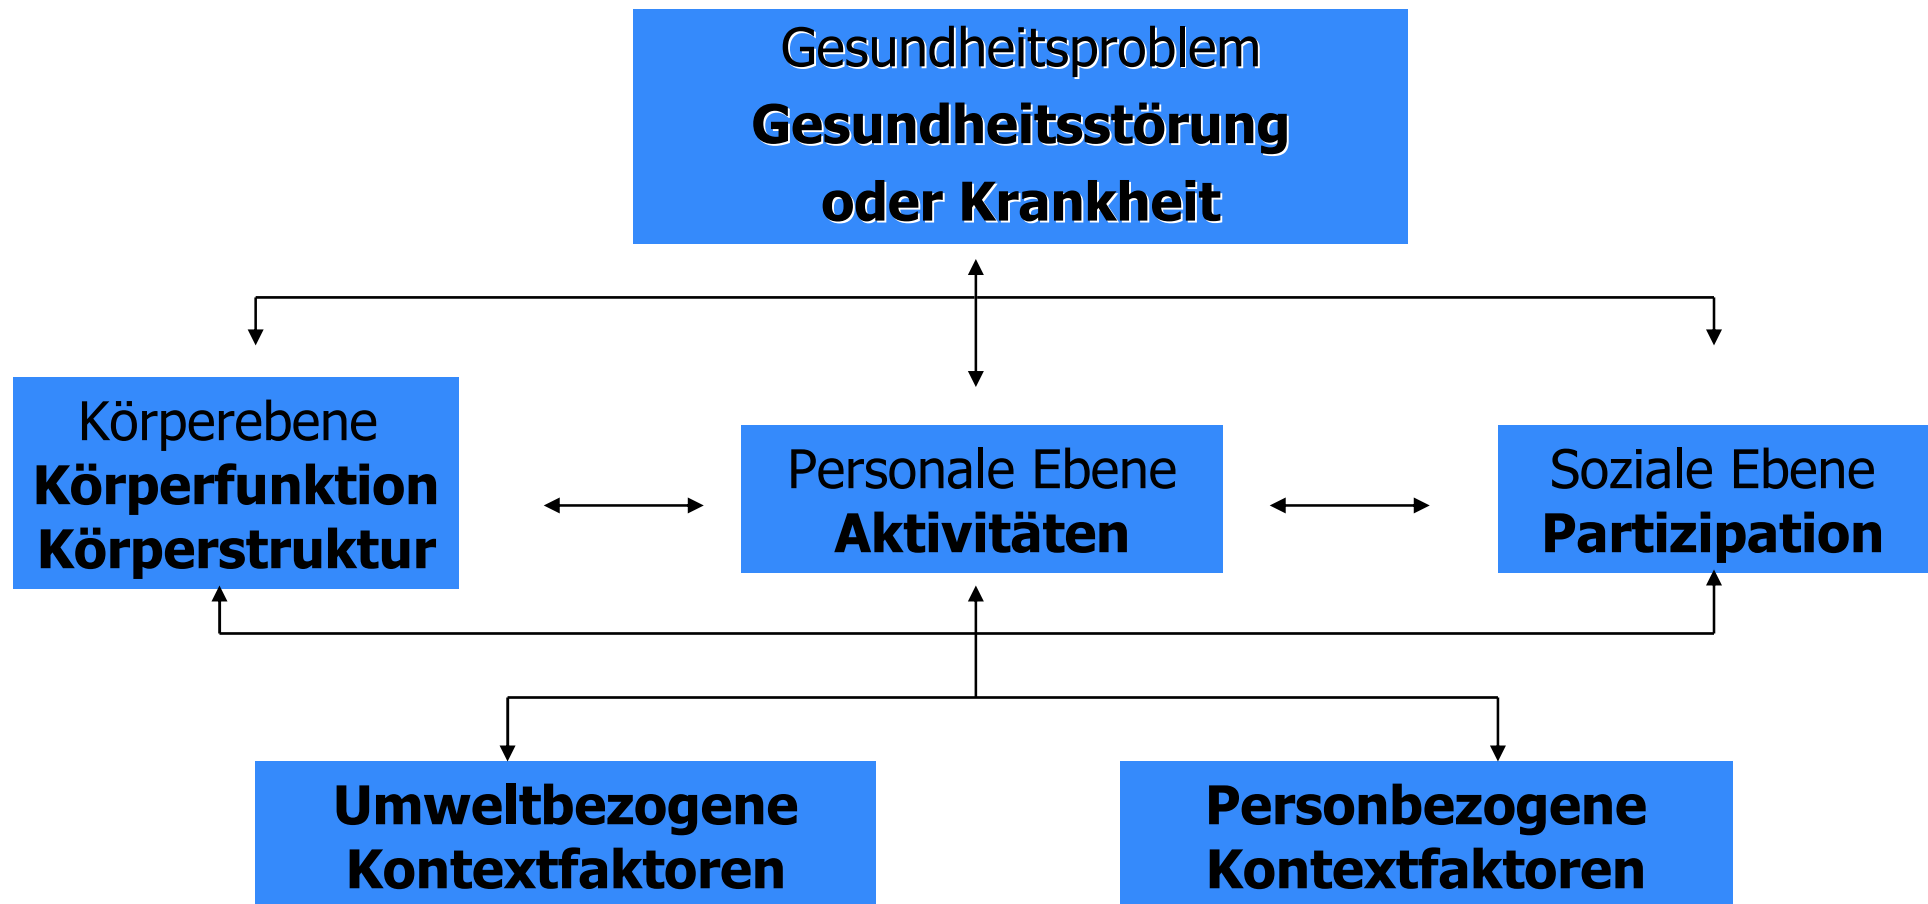 Gesundheitsproblem
Gesundheitsstörung
oder Krankheit
Körperebene
Körperfunktion
Körperstruktur
Personale Ebene
Aktivitäten
Soziale Ebene
Partizipation
Umweltbezogene
Kontextfaktoren
Personbezogene
Kontextfaktoren